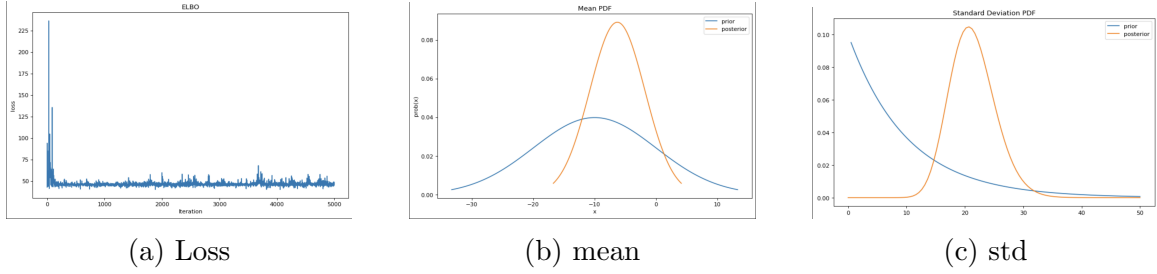 ELBO
225
200
175
150
125
100
75
50
loss
0 1000 2000 3000 4000 5000
Iteration
(a) Loss
Mean PDF
prior
posterior
0.08
0.06
0.04
0.02
0.00
prob(x)
−30 −20 −10 0 10
x
(b) mean
Standard Deviation PDF
prior
posterior
0.10
0.08
0.06
0.04
0.02
0.00
0 10 20 30 40 50
(c) std